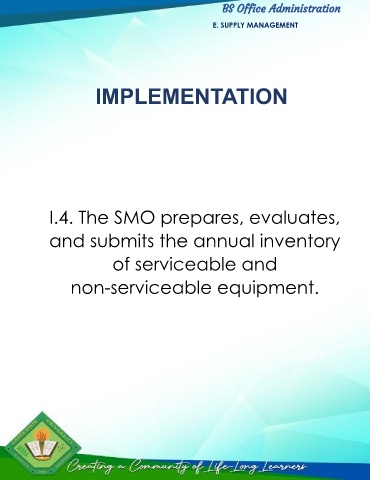 BS Office Administration
E. SUPPLY MANAGEMENT
IMPLEMENTATION
I.4. The SMO prepares, evaluates,
and submits the annual inventory
of serviceable and
non-serviceable equipment.
Creating a Community of Life-Long Learners